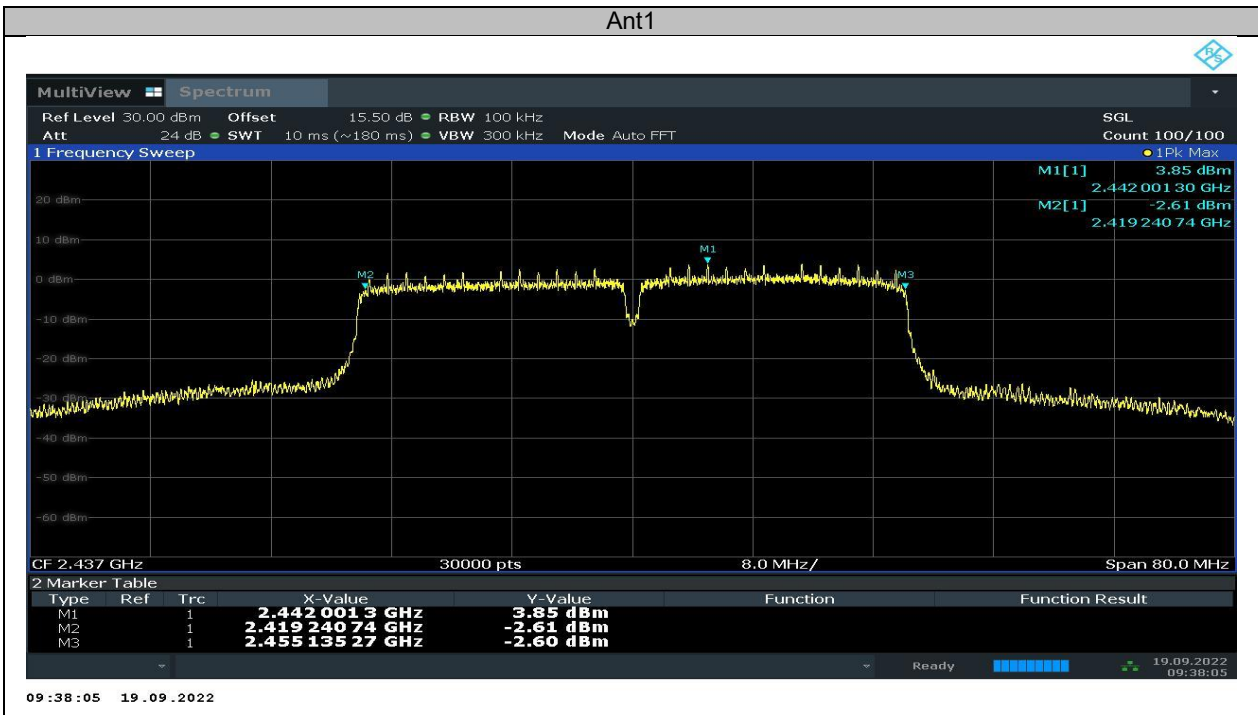 Ant1
R&S
MultiView Spectrum
Ref Level 30.00 dBm Offset 15.50 dB RBW 100 kHz SGL
Att 24 dB SWT 10 ms (~180 ms) VBW 300 kHz Mode Auto FFT Count 100/100
1 Frequency Sweep 1Pk Max
M1[1] 3.85 dBm
2.442 001 30 GHz
20 dBm
M2[1] -2.61 dBm
2.419 240 74 GHz
10 dBm
M1
0 dBm
M2
M3
-10 dBm
-20 dBm
-30 dBm
-40 dBm
-50 dBm
-60 dBm
CF 2.437 GHz 30000 pts 8.0 MHz/ Span 80.0 MHz
2 Marker Table
Type Ref Trc X-Value Y-Value Function Function Result
M1 1 2.442 001 3 GHz 3.85 dBm
M2 1 2.419 240 74 GHz -2.61 dBm
M3 1 2.455 135 27 GHz -2.60 dBm
Ready 19.09.2022
09:38:05
09:38:05 19.09.2022